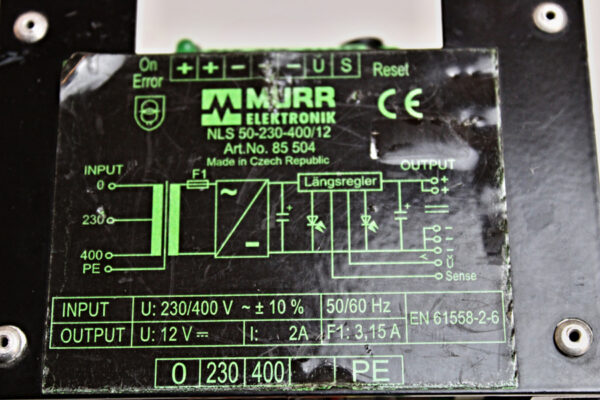 On + + - + - U S Reset
Error
MURR
ELEKTRONIK
CE
NLS 50-230-400/12
Art.No. 85 504
Made in Czech Republic
INPUT F1 OUTPUT
0 ~ Längsregler +
+
230
-
400 -
PE U
Sense
INPUT U: 230/400 V ~ ± 10 % 50/60 Hz EN 61558-2-6
OUTPUT U: 12 V I: 2A F1: 3,15 A
0 230 400 PE